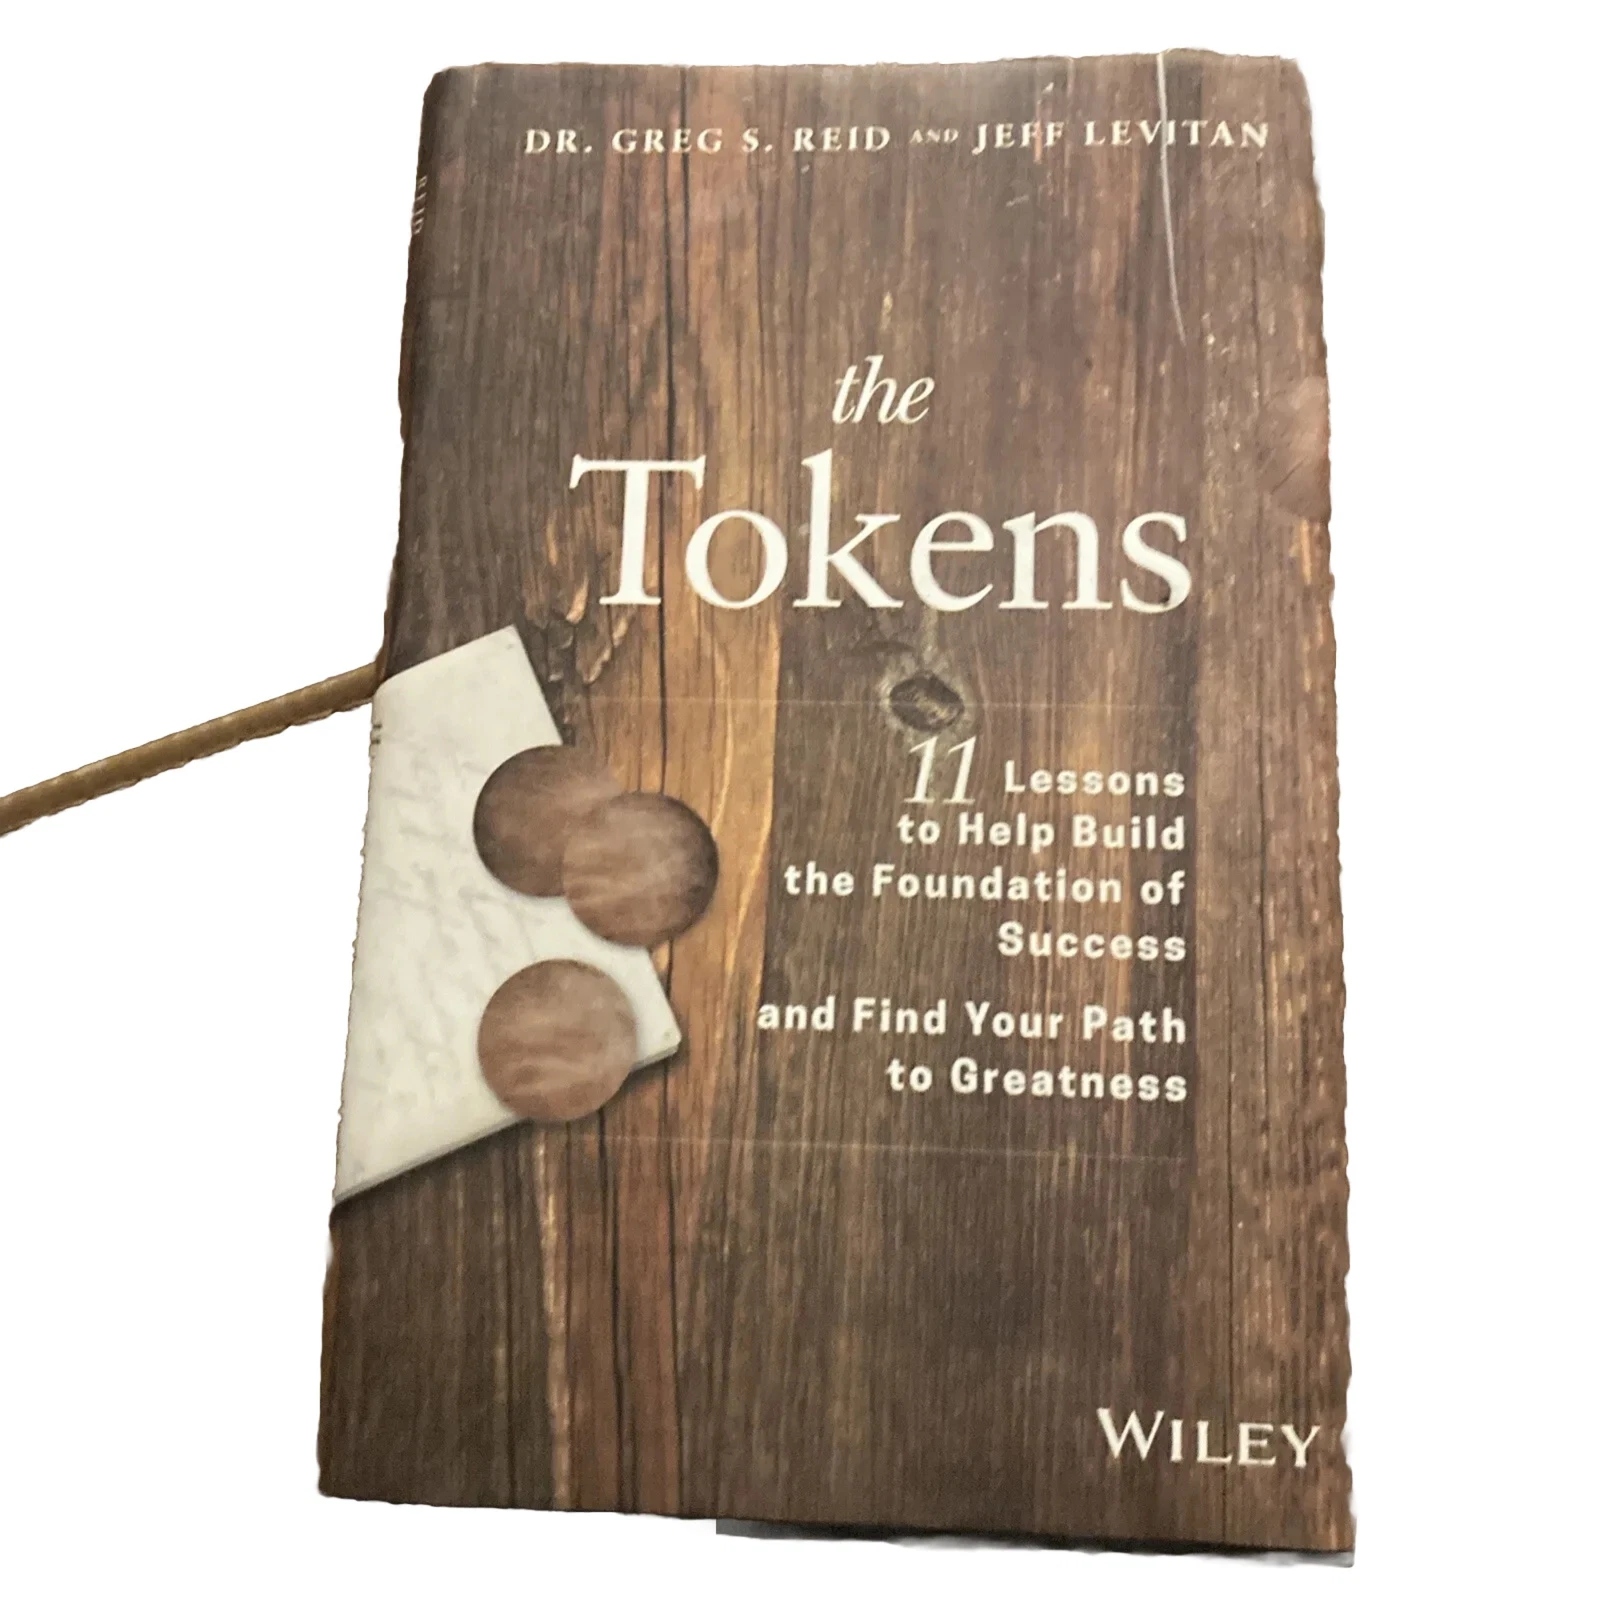 DR. GREG S. REID AND JEFF LEVITAN
REID
the
Tokens
11 Lessons
to Help Build
the Foundation of
Success
and Find Your Path
to Greatness
WILEY